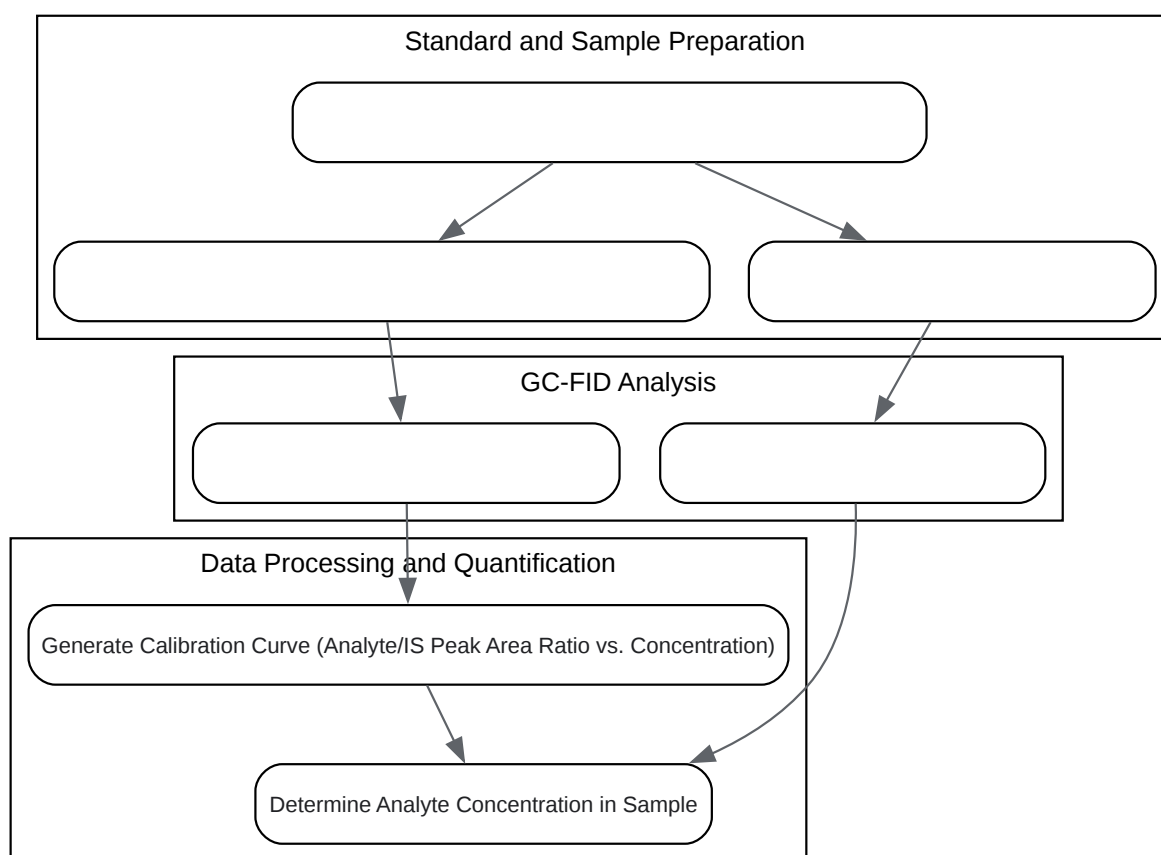 Standard and Sample Preparation
GC-FID Analysis
Data Processing and Quantification
Generate Calibration Curve (Analyte/IS Peak Area Ratio vs. Concentration)
Determine Analyte Concentration in Sample